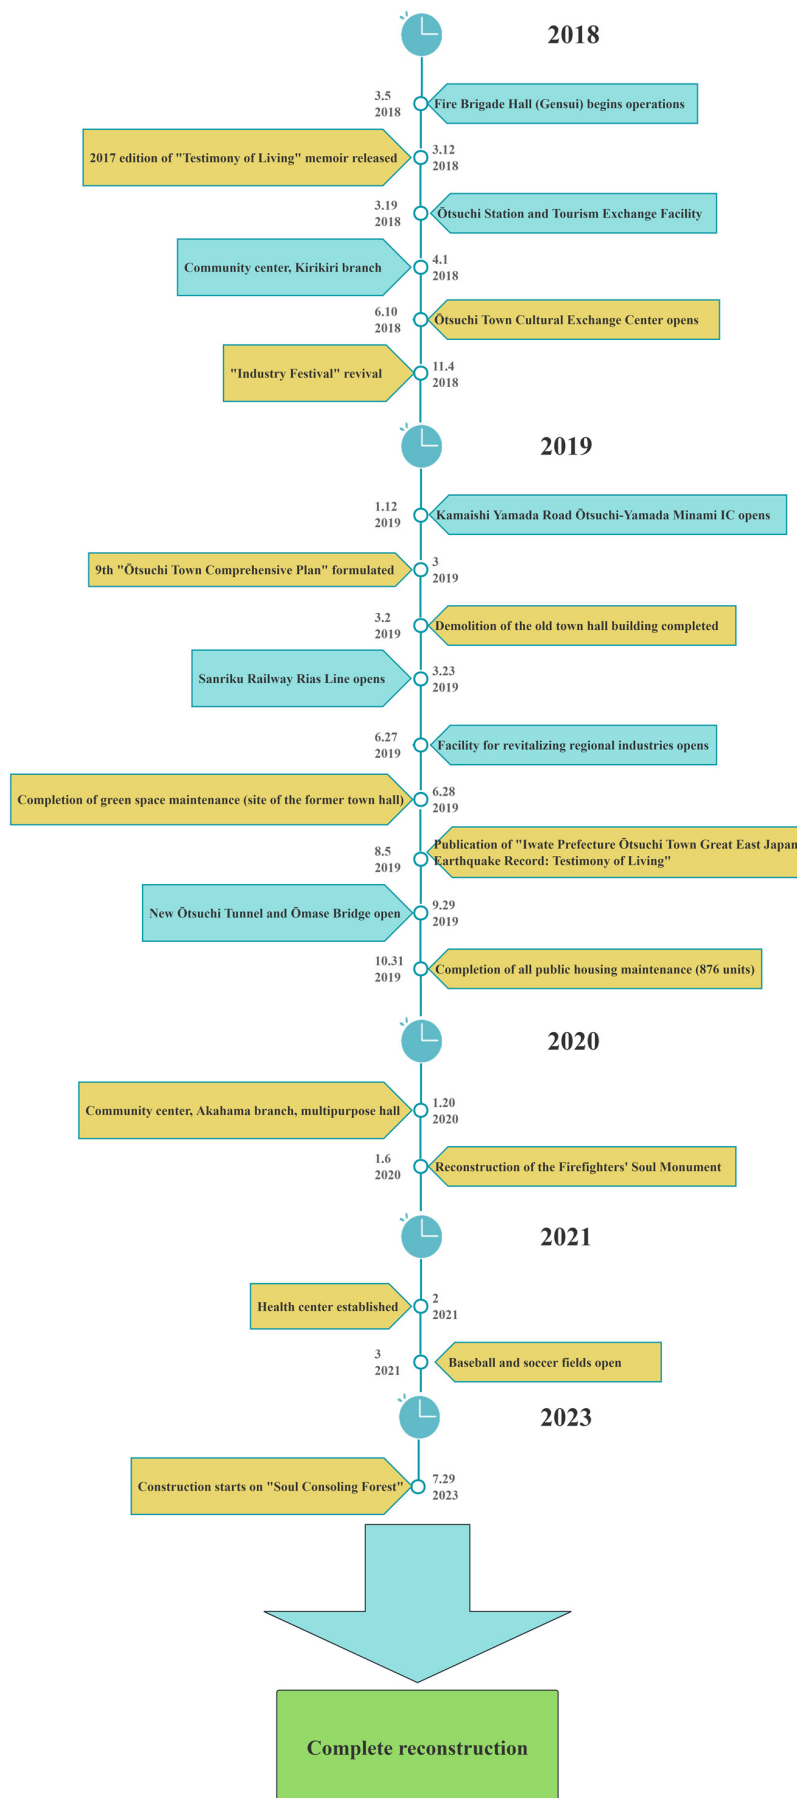 2018
3.5
2018
Fire Brigade Hall (Gensui) begins operations
2017 edition of "Testimony of Living" memoir released
3.12
2018
3.19
2018
Ōtsuchi Station and Tourism Exchange Facility
Community center, Kirikiri branch
4.1
2018
6.10
2018
Ōtsuchi Town Cultural Exchange Center opens
"Industry Festival" revival
11.4
2018
2019
1.12
2019
Kamaishi Yamada Road Ōtsuchi-Yamada Minami IC opens
9th "Ōtsuchi Town Comprehensive Plan" formulated
3
2019
3.2
2019
Demolition of the old town hall building completed
Sanriku Railway Rias Line opens
3.23
2019
6.27
2019
Facility for revitalizing regional industries opens
Completion of green space maintenance (site of the former town hall)
6.28
2019
8.5
2019
Publication of "Iwate Prefecture Ōtsuchi Town Great East Japan
Earthquake Record: Testimony of Living"
New Ōtsuchi Tunnel and Ōmase Bridge open
9.29
2019
10.31
2019
Completion of all public housing maintenance (876 units)
2020
Community center, Akahama branch, multipurpose hall
1.20
2020
1.6
2020
Reconstruction of the Firefighters' Soul Monument
2021
Health center established
2
2021
3
2021
Baseball and soccer fields open
2023
Construction starts on "Soul Consoling Forest"
7.29
2023
Complete reconstruction